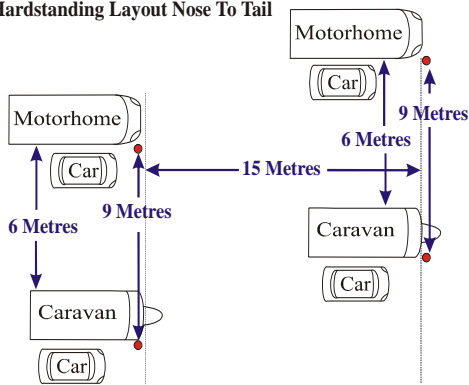 Hardstanding Layout Nose To Tail
Motorhome
Car
9 Metres
6 Metres
15 Metres
Caravan
Car
Motorhome
Car
9 Metres
6 Metres
Caravan
Car